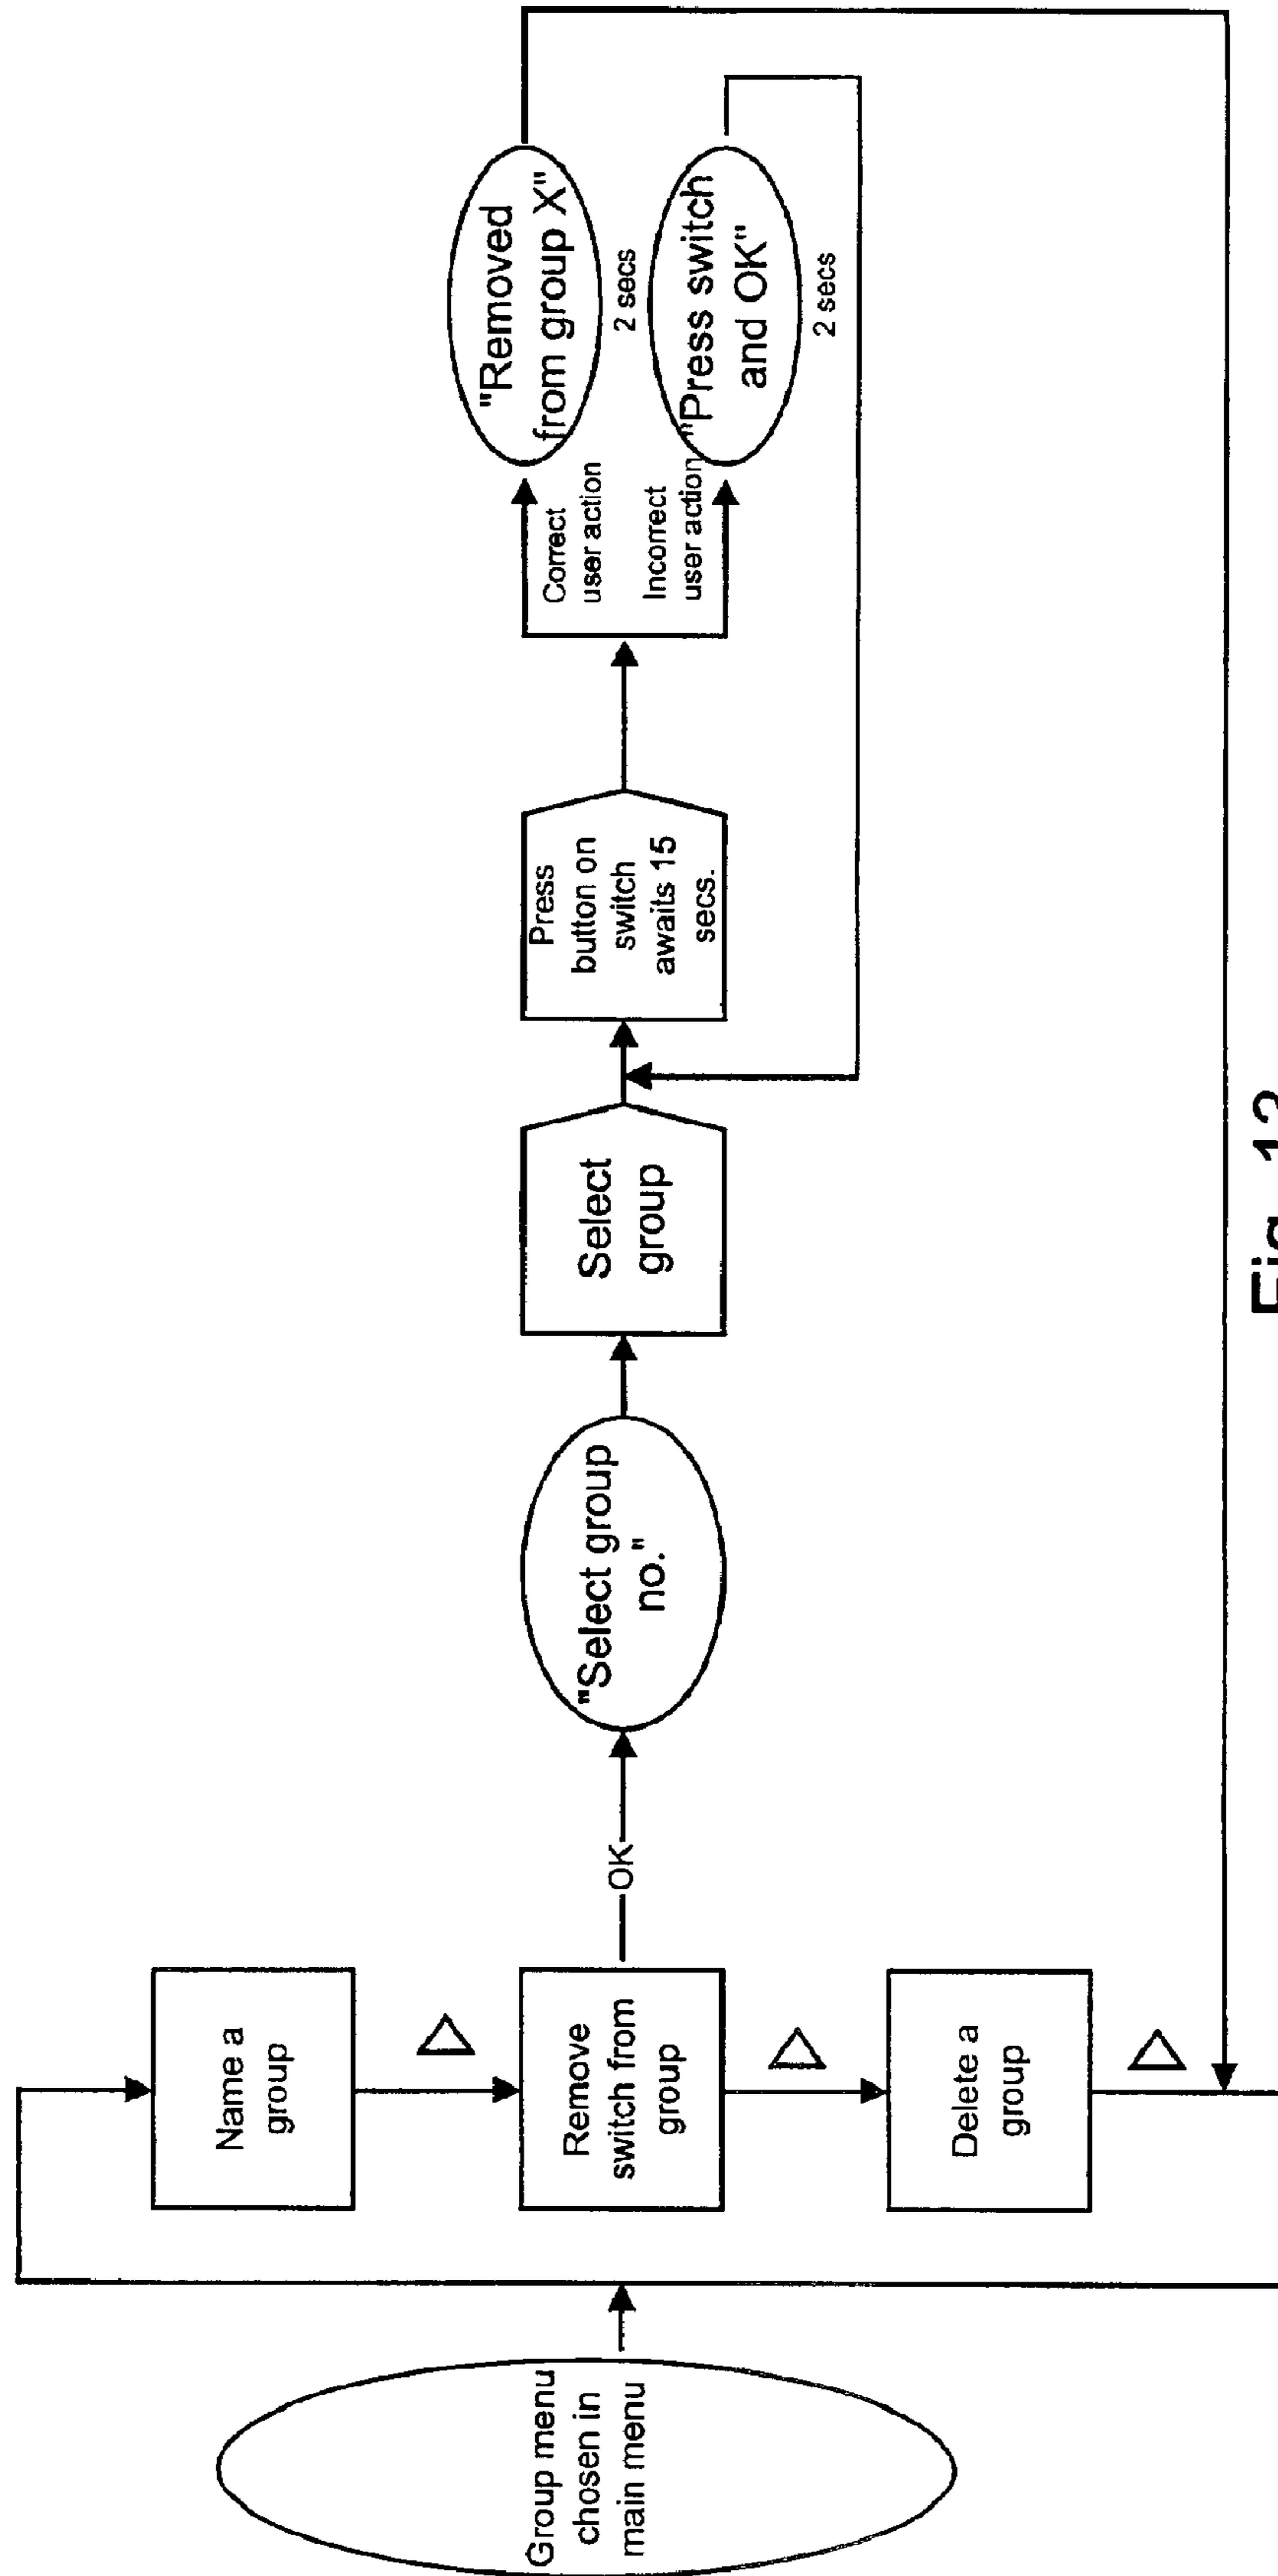 Group menu
chosen in
main menu
Name a
group
Remove
switch from
group
Delete a
group
OK
"Select group
no."
Select
group
Press
button on
switch
awaits 15
secs.
Correct
user action
Incorrect
user action
"Removed
from group X"
2 secs
"Press switch
and OK"
2 secs